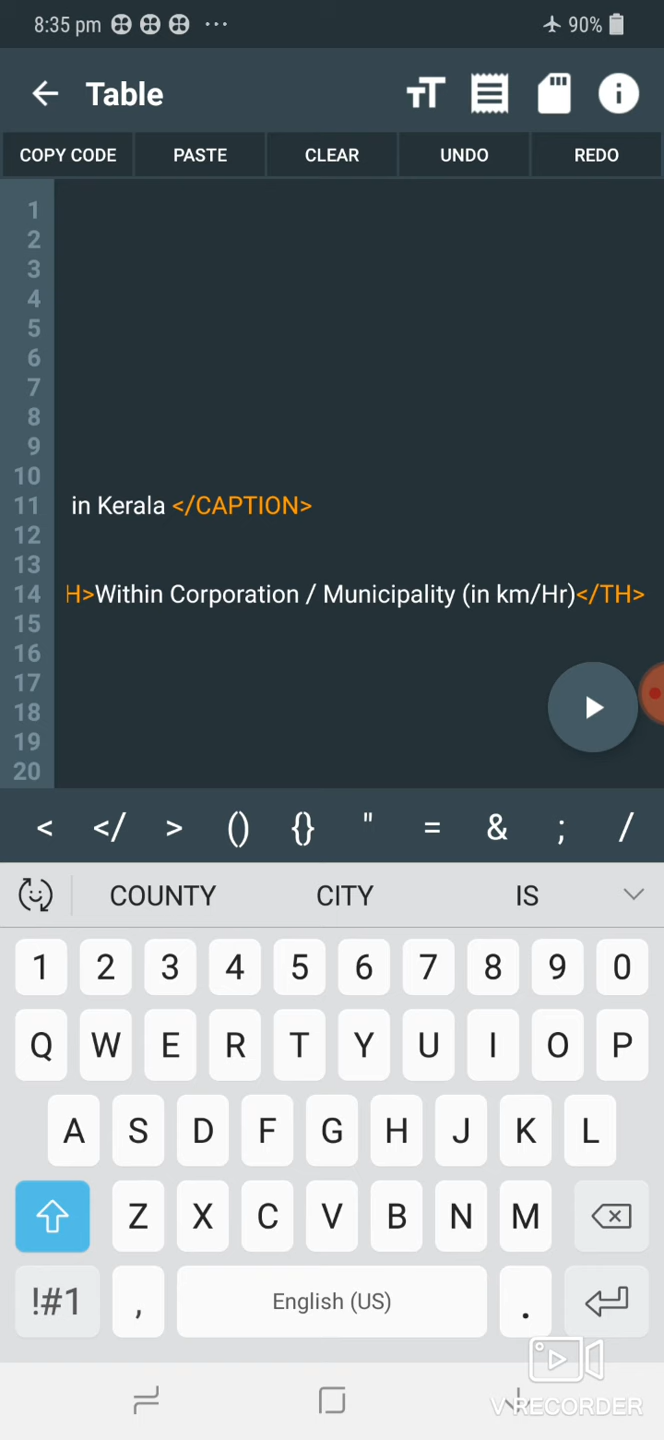 8:35 pm ... 90%
Table
COPY CODE PASTE CLEAR UNDO REDO
1
2
3
4
5
6
7
8
9
10
11 in Kerala </CAPTION>
12
13
14 H>Within Corporation / Municipality (in km/Hr)</TH>
15
16
17
18
19
20
< </ > () {} " = & ; /
COUNTY CITY IS
1 2 3 4 5 6 7 8 9 0
Q W E R T Y U I O P
A S D F G H J K L
Z X C V B N M
!#1 , English (US) .
V RECORDER